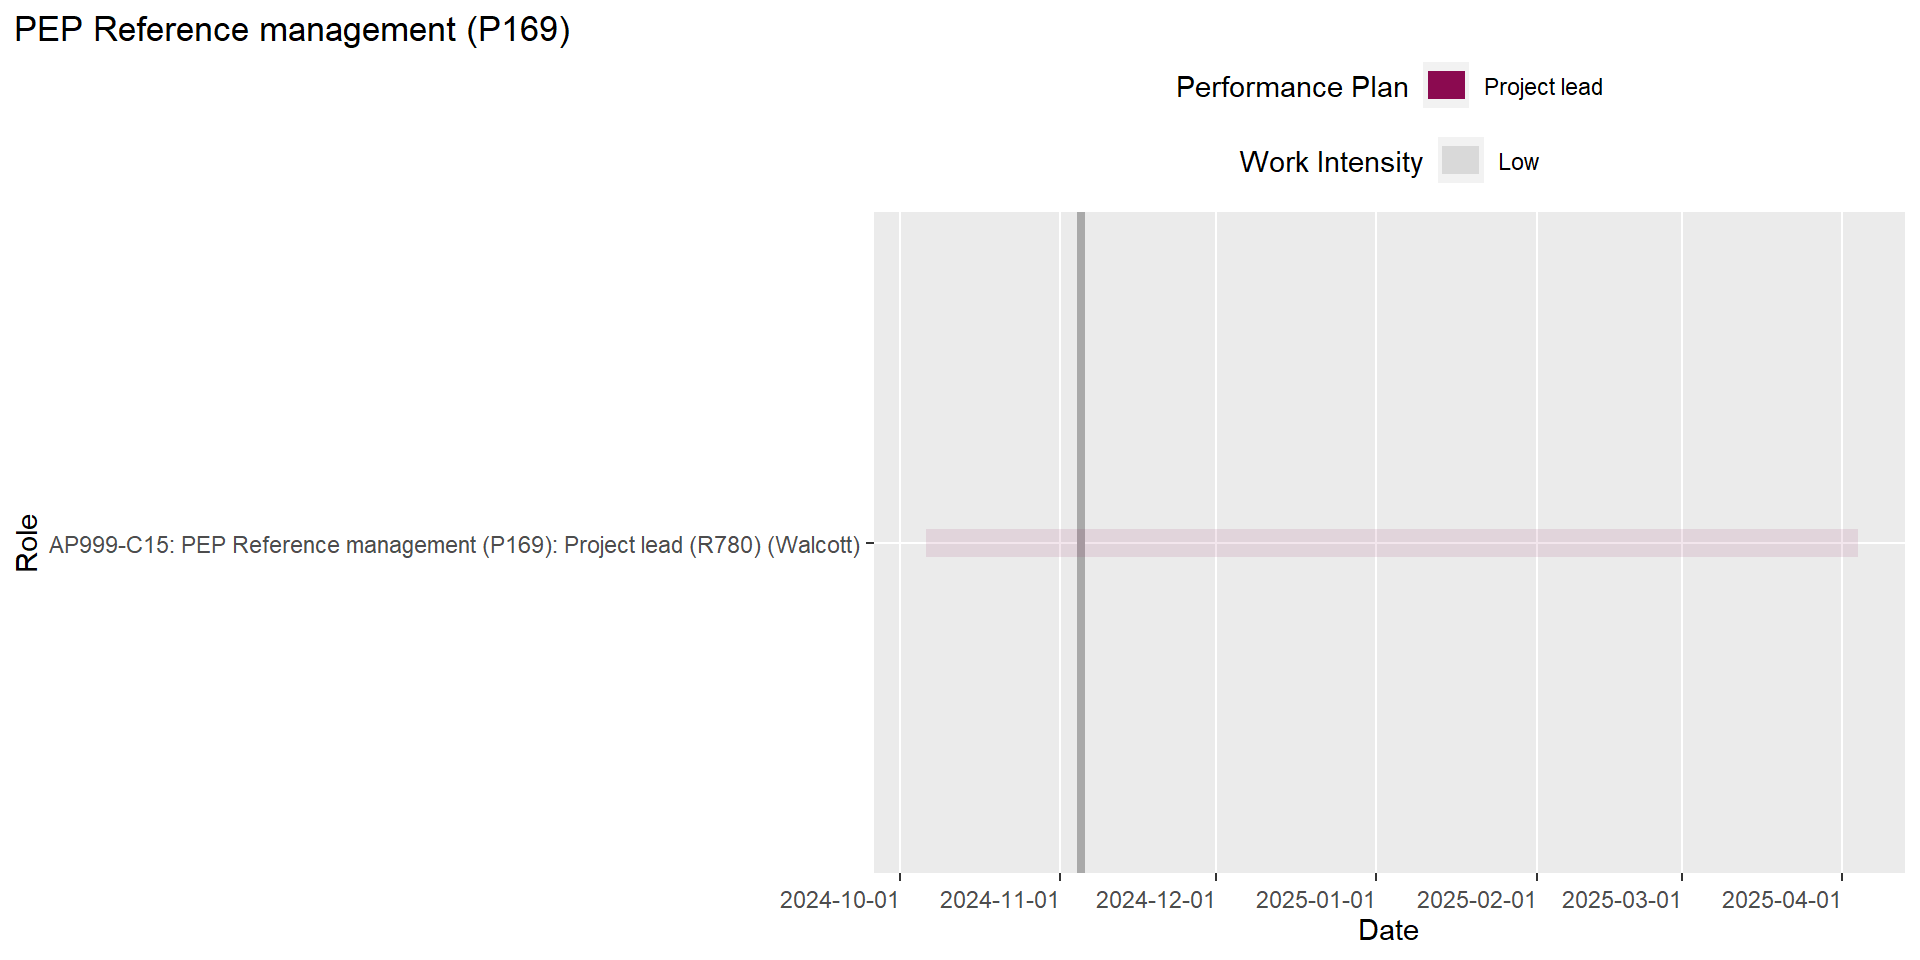 PEP Reference management (P169)
Performance Plan
Project lead
Work Intensity
Low
Role
AP999-C15: PEP Reference management (P169): Project lead (R780) (Walcott)
2024-10-01
2024-11-01
2024-12-01
2025-01-01
2025-02-01
2025-03-01
2025-04-01
Date